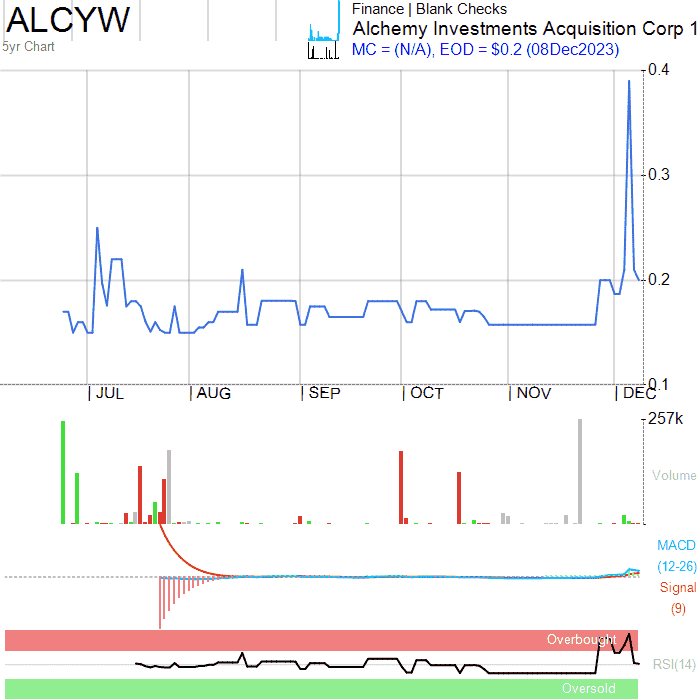 ALCYW
5yr Chart
Finance | Blank Checks
Alchemy Investments Acquisition Corp 1
MC = (N/A), EOD = $0.2 (08Dec2023)
0.4
0.3
0.2
0.1
JUL AUG SEP OCT NOV DEC
257k
Volume
MACD
(12-26)
Signal
(9)
Overbought
RSI(14)
Oversold